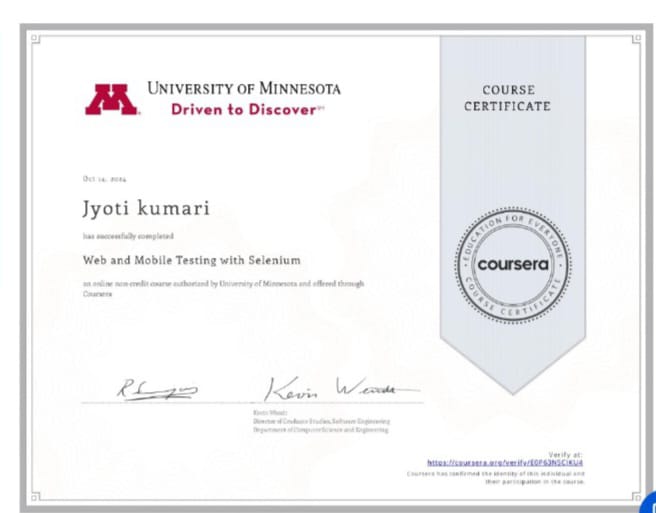 UNIVERSITY OF MINNESOTA
Driven to Discover℠
COURSE
CERTIFICATE
Oct 14, 2024
Jyoti kumari
has successfully completed
Web and Mobile Testing with Selenium
an online non-credit course authorized by University of Minnesota and offered through
Coursera
EDUCATION FOR EVERYONE
coursera
COURSE CERTIFICATE
Kevin Wendt
Kevin Wendt
Director of Graduate Studies, Software Engineering
Department of Computer Science and Engineering
Verify at:
https://coursera.org/verify/
Coursera has confirmed the identity of this individual and
their participation in the course.